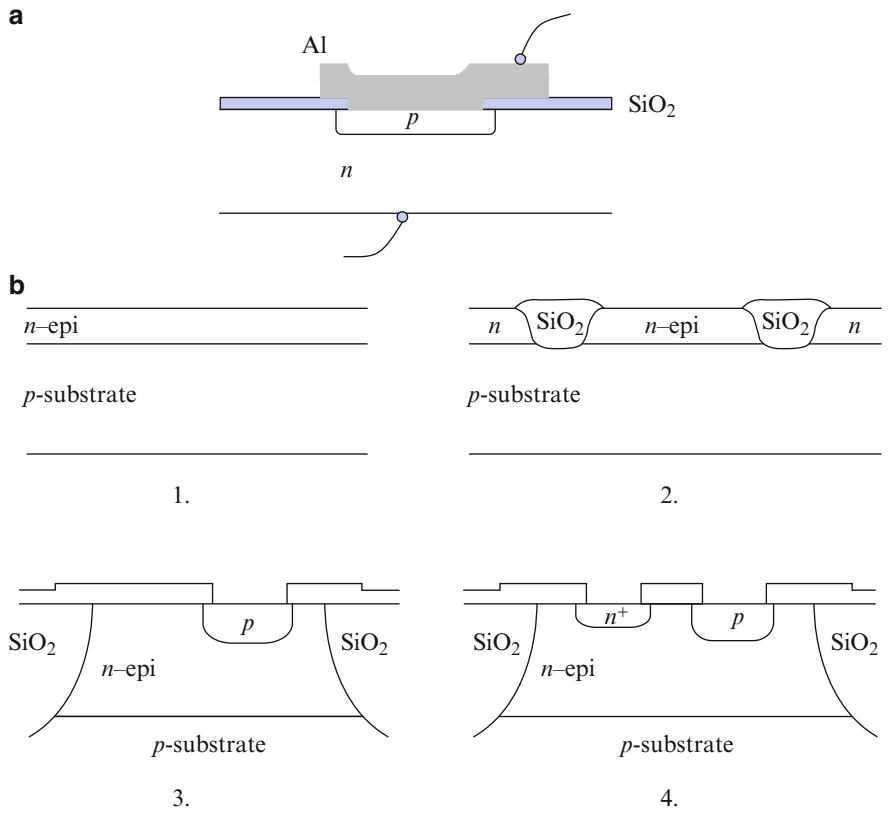 a
Al
SiO₂
p
n
b
n–epi
p-substrate
1.
n SiO₂ n–epi SiO₂ n
p-substrate
2.
p
SiO₂ SiO₂
n–epi
p-substrate
3.
n⁺ p
SiO₂ SiO₂
n–epi
p-substrate
4.